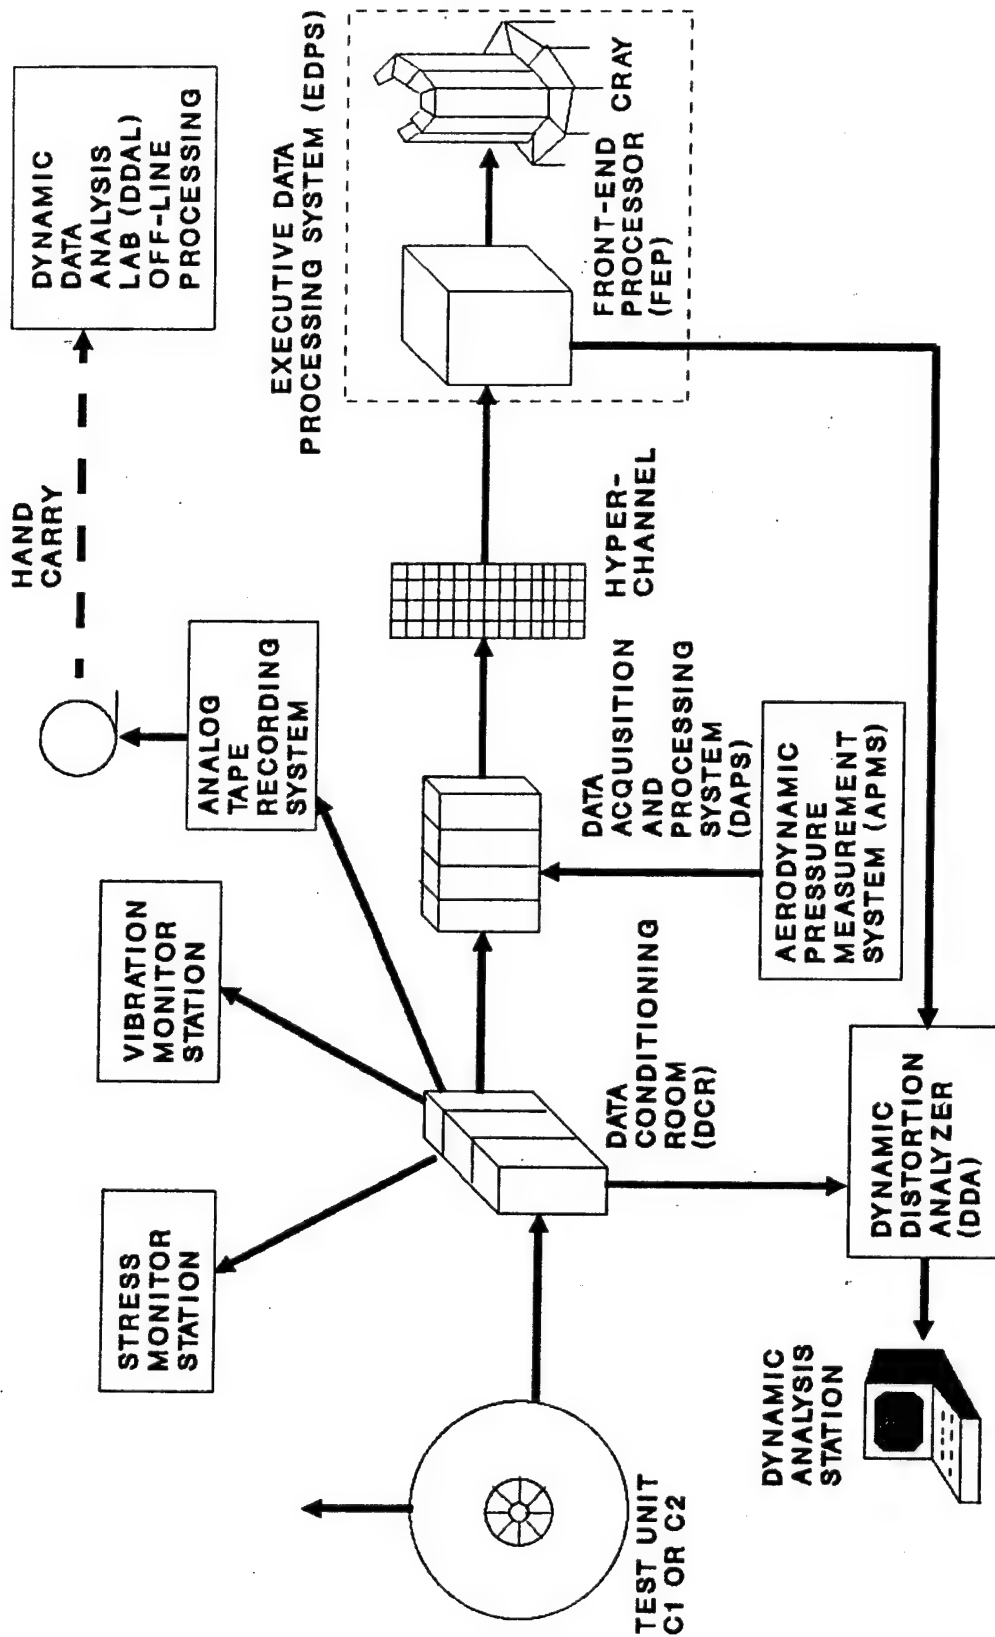 STRESS
MONITOR
STATION
VIBRATION
MONITOR
STATION
ANALOG
TAPE
RECORDING
SYSTEM
HAND
CARRY
DYNAMIC
DATA
ANALYSIS
LAB (DDAL)
OFF-LINE
PROCESSING
EXECUTIVE DATA
PROCESSING SYSTEM (EDPS)
TEST UNIT
C1 OR C2
DATA
CONDITIONING
ROOM
(DCR)
DATA
ACQUISITION
AND
PROCESSING
SYSTEM
(DAPS)
HYPER-
CHANNEL
FRONT-END
PROCESSOR
(FEP)
CRAY
AERODYNAMIC
PRESSURE
MEASUREMENT
SYSTEM (APMS)
DYNAMIC
ANALYSIS
STATION
DYNAMIC
DISTORTION
ANALYZER
(DDA)